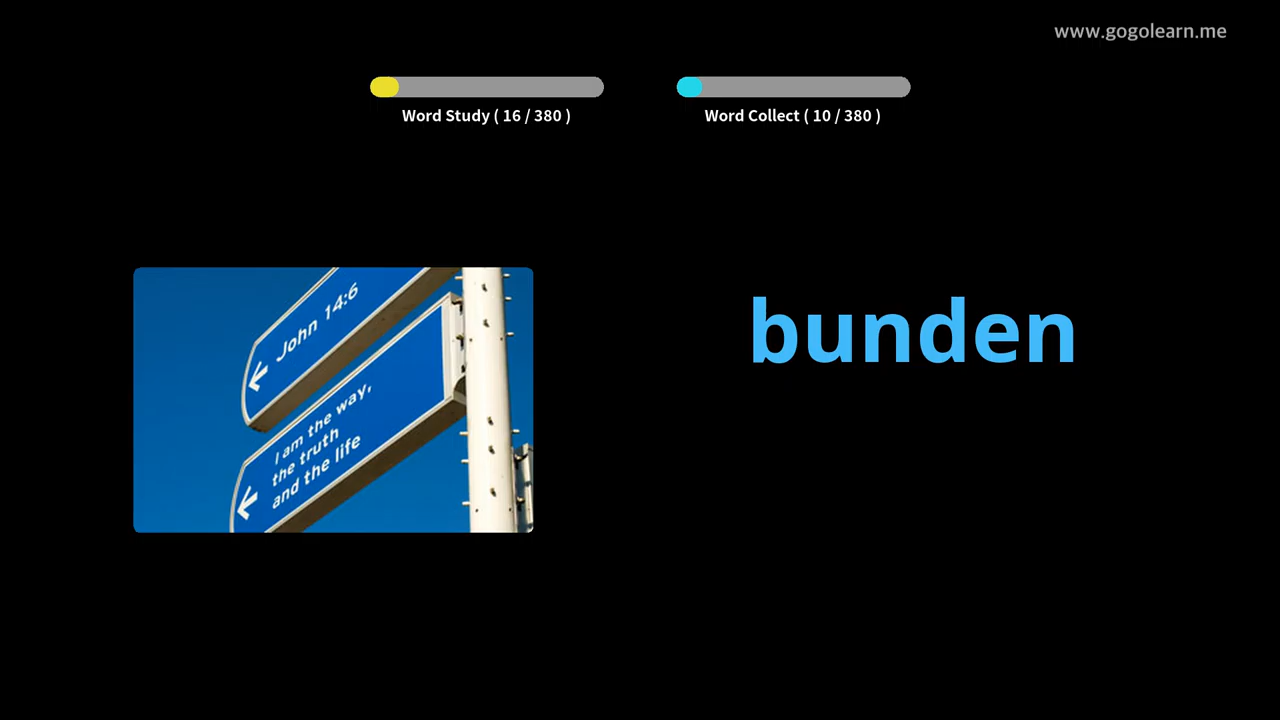 www.gogolearn.me
Word Study ( 16 / 380 )
Word Collect ( 10 / 380 )
John 14:6
I am the way,
the truth
and the life
bunden